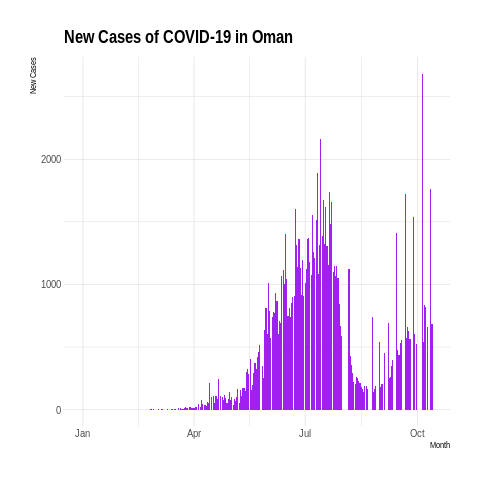 New Cases of COVID-19 in Oman
New Cases
2000
1000
0
Jan Apr Jul Oct
Month